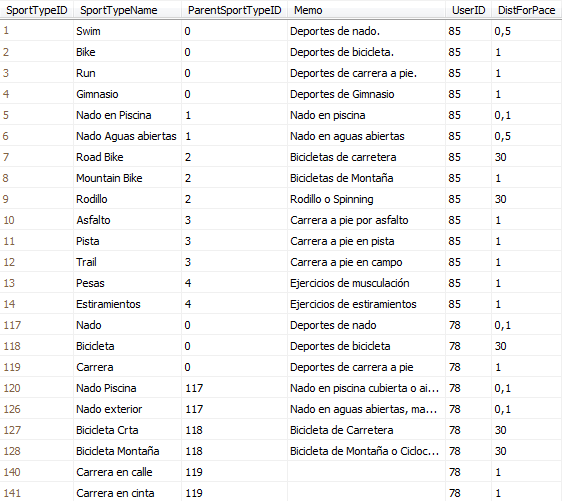 SportTypeID SportTypeName ParentSportTypeID Memo UserID DistForPace
1 Swim 0 Deportes de nado. 85 0,5
2 Bike 0 Deportes de bicicleta. 85 1
3 Run 0 Deportes de carrera a pie. 85 1
4 Gimnasio 0 Deportes de Gimnasio 85 1
5 Nado en Piscina 1 Nado en piscina 85 0,1
6 Nado Aguas abiertas 1 Nado en aguas abiertas 85 0,5
7 Road Bike 2 Bicicletas de carretera 85 30
8 Mountain Bike 2 Bicicletas de Montaña 85 1
9 Rodillo 2 Rodillo o Spinning 85 30
10 Asfalto 3 Carrera a pie por asfalto 85 1
11 Pista 3 Carrera a pie en pista 85 1
12 Trail 3 Carrera a pie en campo 85 1
13 Pesas 4 Ejercicios de musculación 85 1
14 Estiramientos 4 Ejercicios de estiramientos 85 1
117 Nado 0 Deportes de nado 78 0,1
118 Bicicleta 0 Deportes de bicicleta 78 30
119 Carrera 0 Deportes de carrera a pie 78 1
120 Nado Piscina 117 Nado en piscina cubierta o ai... 78 0,1
126 Nado exterior 117 Nado en aguas abiertas, ma... 78 0,1
127 Bicicleta Crta 118 Bicicleta de Carretera 78 30
128 Bicicleta Montaña 118 Bicicleta de Montaña o Cicloc... 78 30
140 Carrera en calle 119 78 1
141 Carrera en cinta 119 78 1